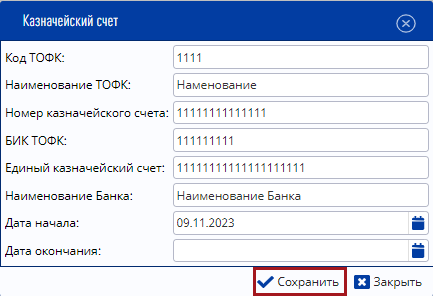 Казначейский счет
Код ТОФК: 1111
Наименование ТОФК: Наменование
Номер казначейского счета: 11111111111111
БИК ТОФК: 111111111
Единый казначейский счет: 11111111111111111111
Наименование Банка: Наименование Банка
Дата начала: 09.11.2023
Дата окончания:
Сохранить Закрыть